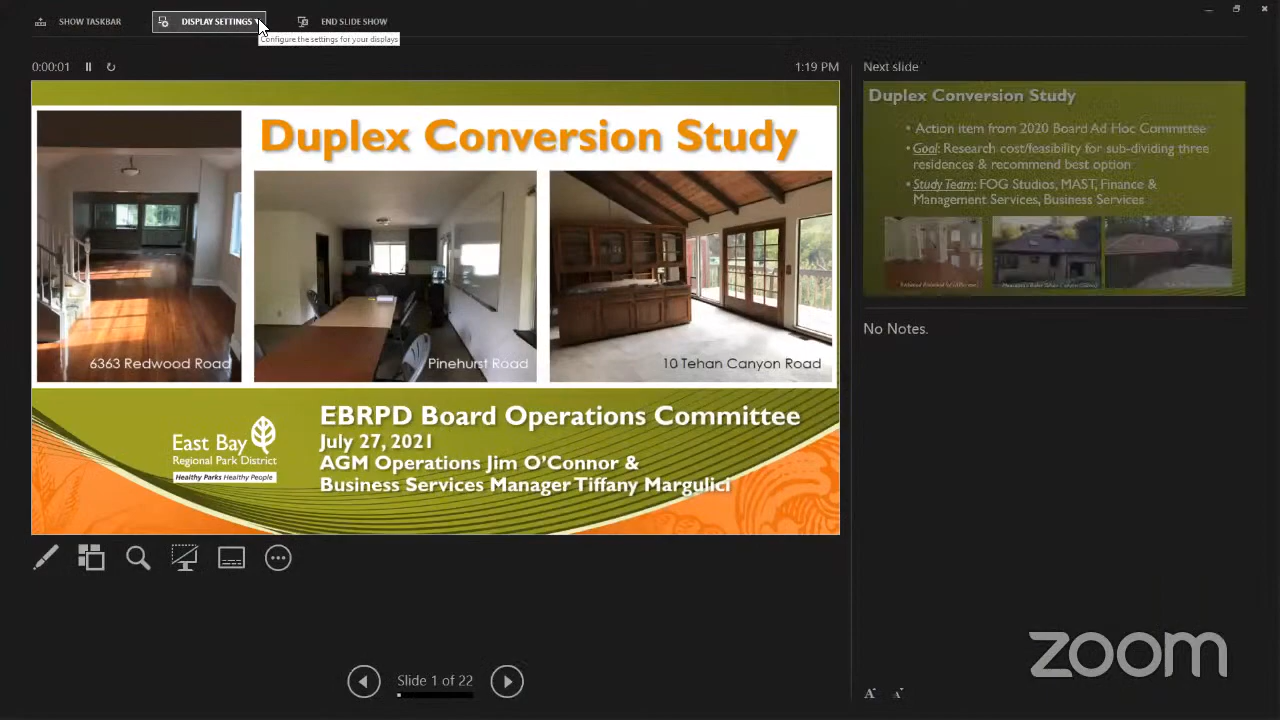 SHOW TASKBAR
DISPLAY SETTINGS
END SLIDE SHOW
Configure the settings for your displays
0:00:01
1:19 PM
Duplex Conversion Study
6363 Redwood Road
Pinehurst Road
10 Tehan Canyon Road
East Bay
Regional Park District
Healthy Parks Healthy People
EBRPD Board Operations Committee
July 27, 2021
AGM Operations Jim O'Connor &
Business Services Manager Tiffany Margulici
Next slide
Duplex Conversion Study
• Action item from 2020 Board Ad Hoc Committee
• Goal: Research cost/feasibility for sub-dividing three
residences & recommend best option
• Study Team: FOG Studios, MAST, Finance &
Management Services, Business Services
No Notes.
Slide 1 of 22
A A
zoom